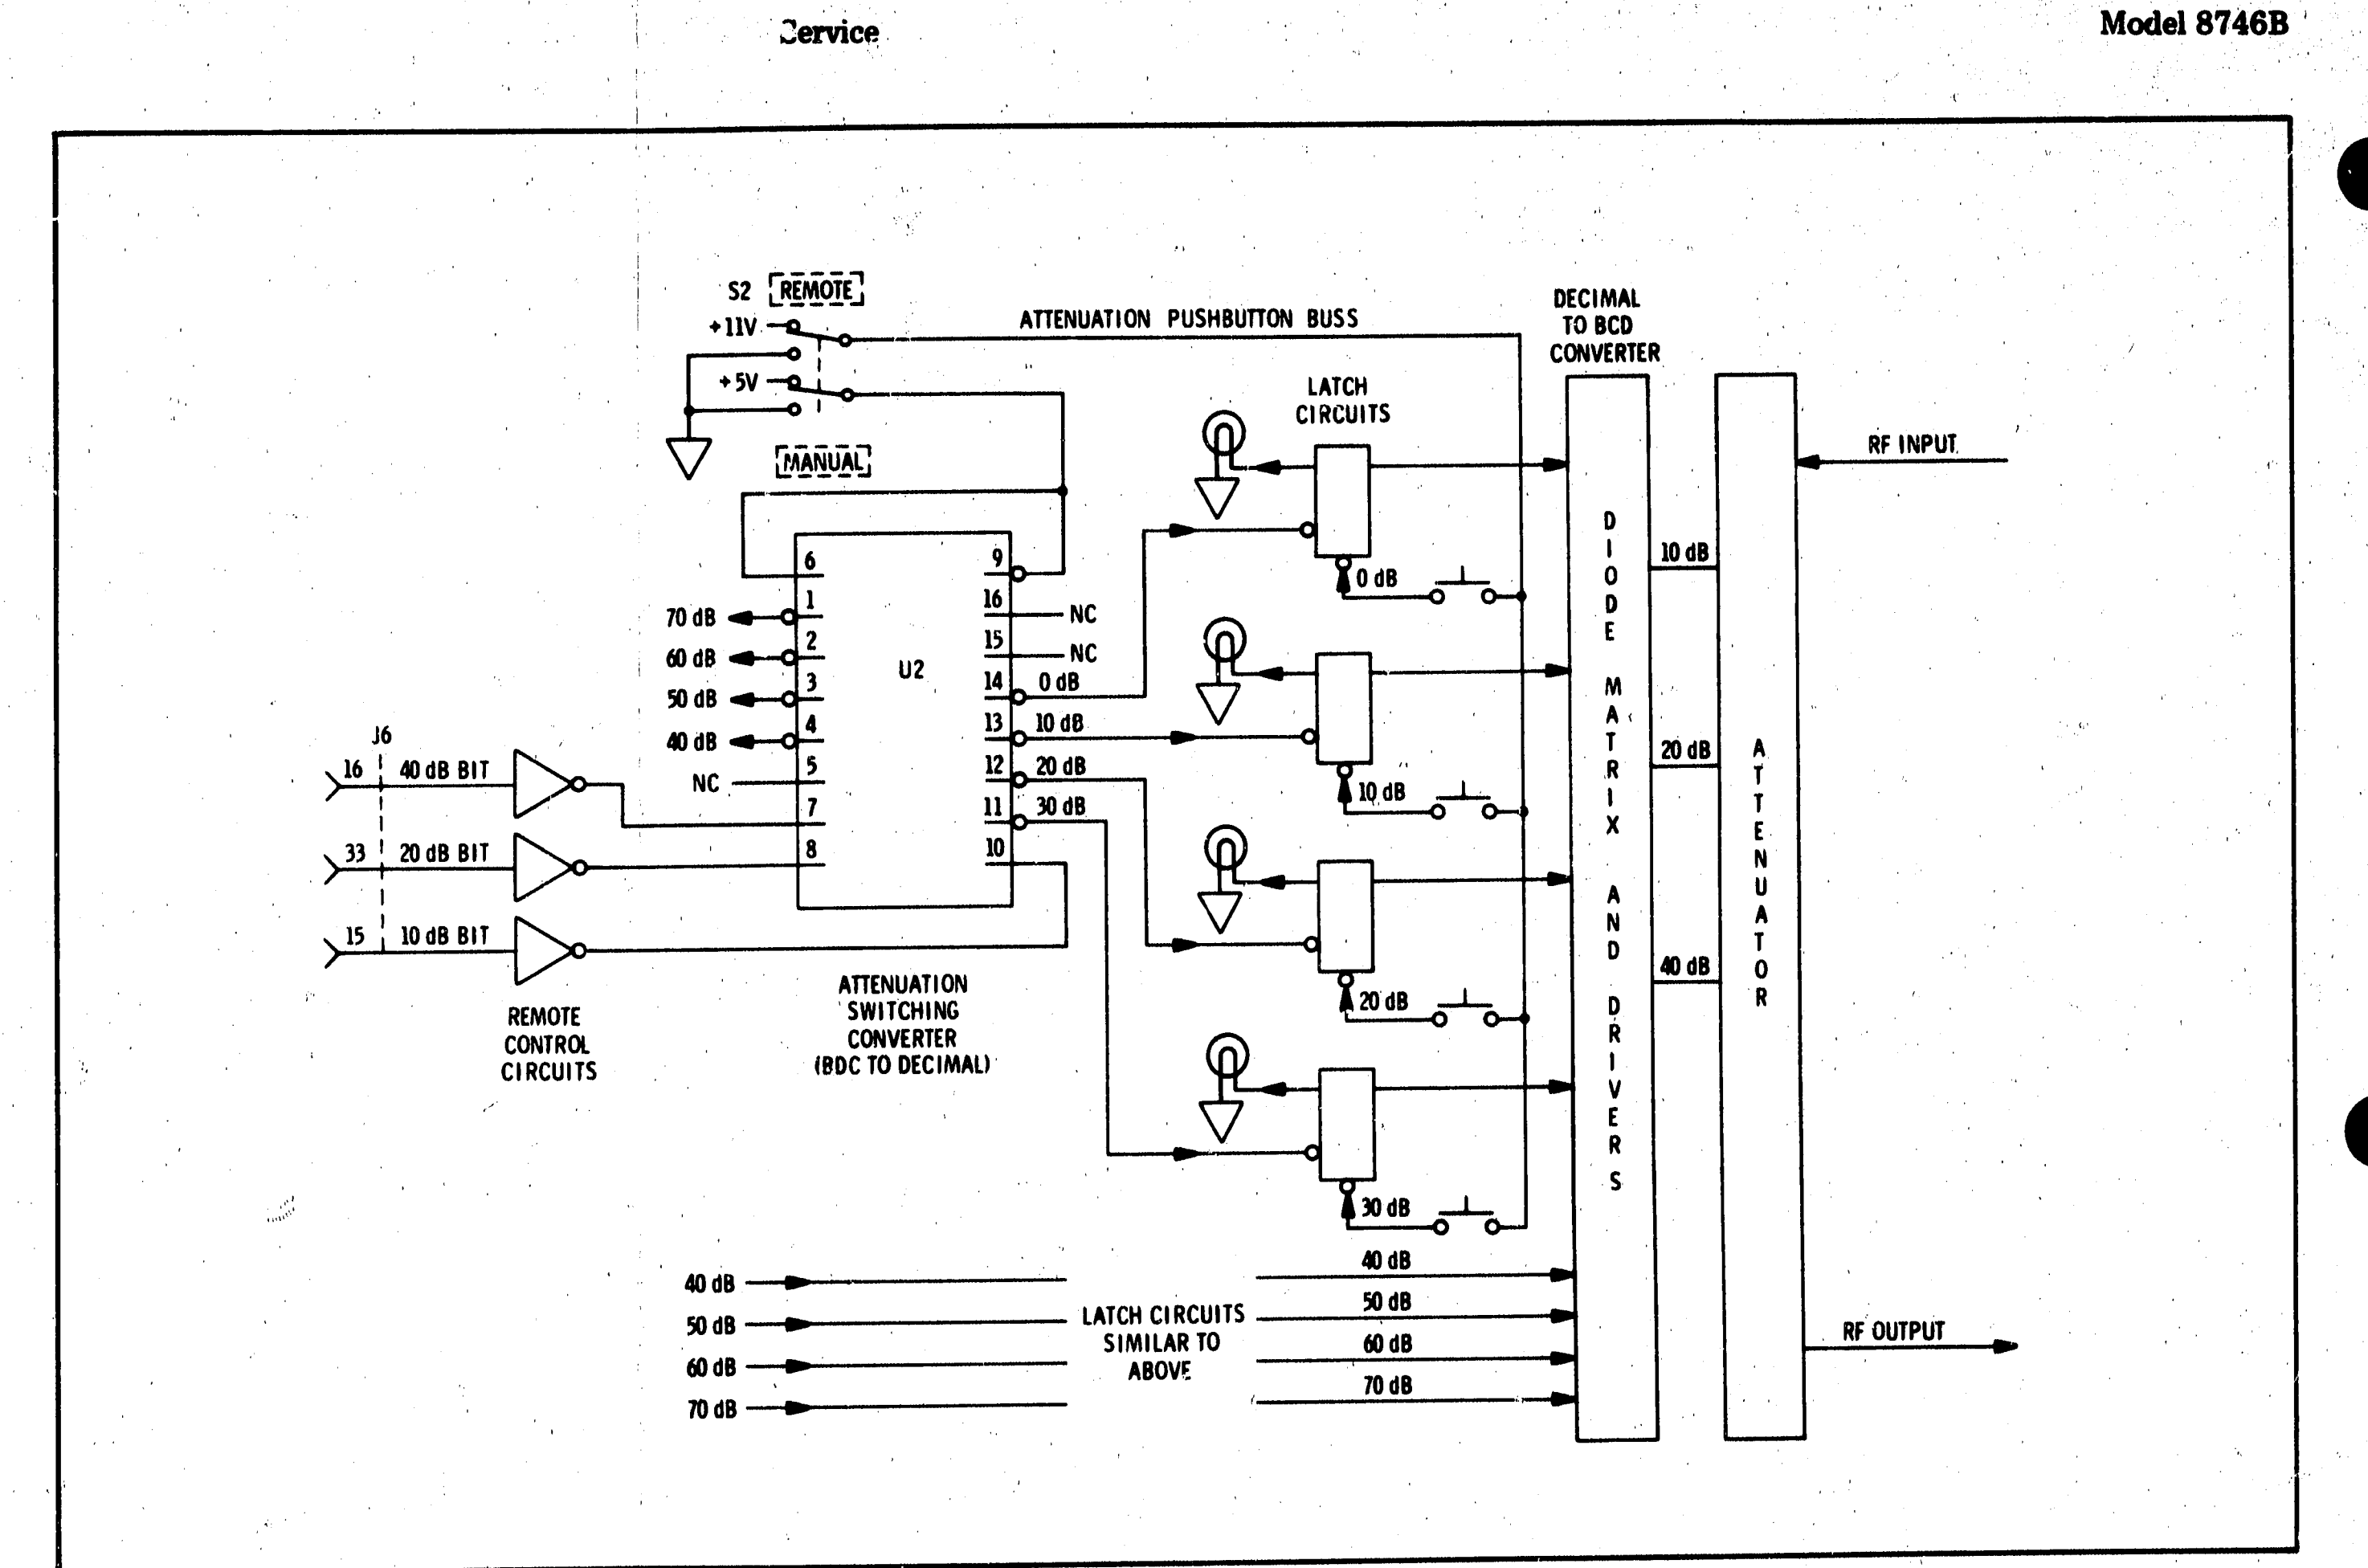 Service
Model 8746B
S2 REMOTE
+11V
ATTENUATION PUSHBUTTON BUSS
+5V
MANUAL
DECIMAL
TO BCD
CONVERTER
LATCH
CIRCUITS
RF INPUT
6
9
1
16
NC
70 dB
2
15
NC
60 dB
U2
3
14
0 dB
50 dB
4
13
10 dB
40 dB
5
12
20 dB
NC
7
11
30 dB
8
10
J6
16
40 dB BIT
33
20 dB BIT
15
10 dB BIT
REMOTE
CONTROL
CIRCUITS
ATTENUATION
SWITCHING
CONVERTER
(BDC TO DECIMAL)
0 dB
10 dB
20 dB
30 dB
DIODE MATRIX AND DRIVERS
10 dB
20 dB
40 dB
ATTENUATOR
RF OUTPUT
40 dB
50 dB
60 dB
70 dB
LATCH CIRCUITS
SIMILAR TO
ABOVE
40 dB
50 dB
60 dB
70 dB